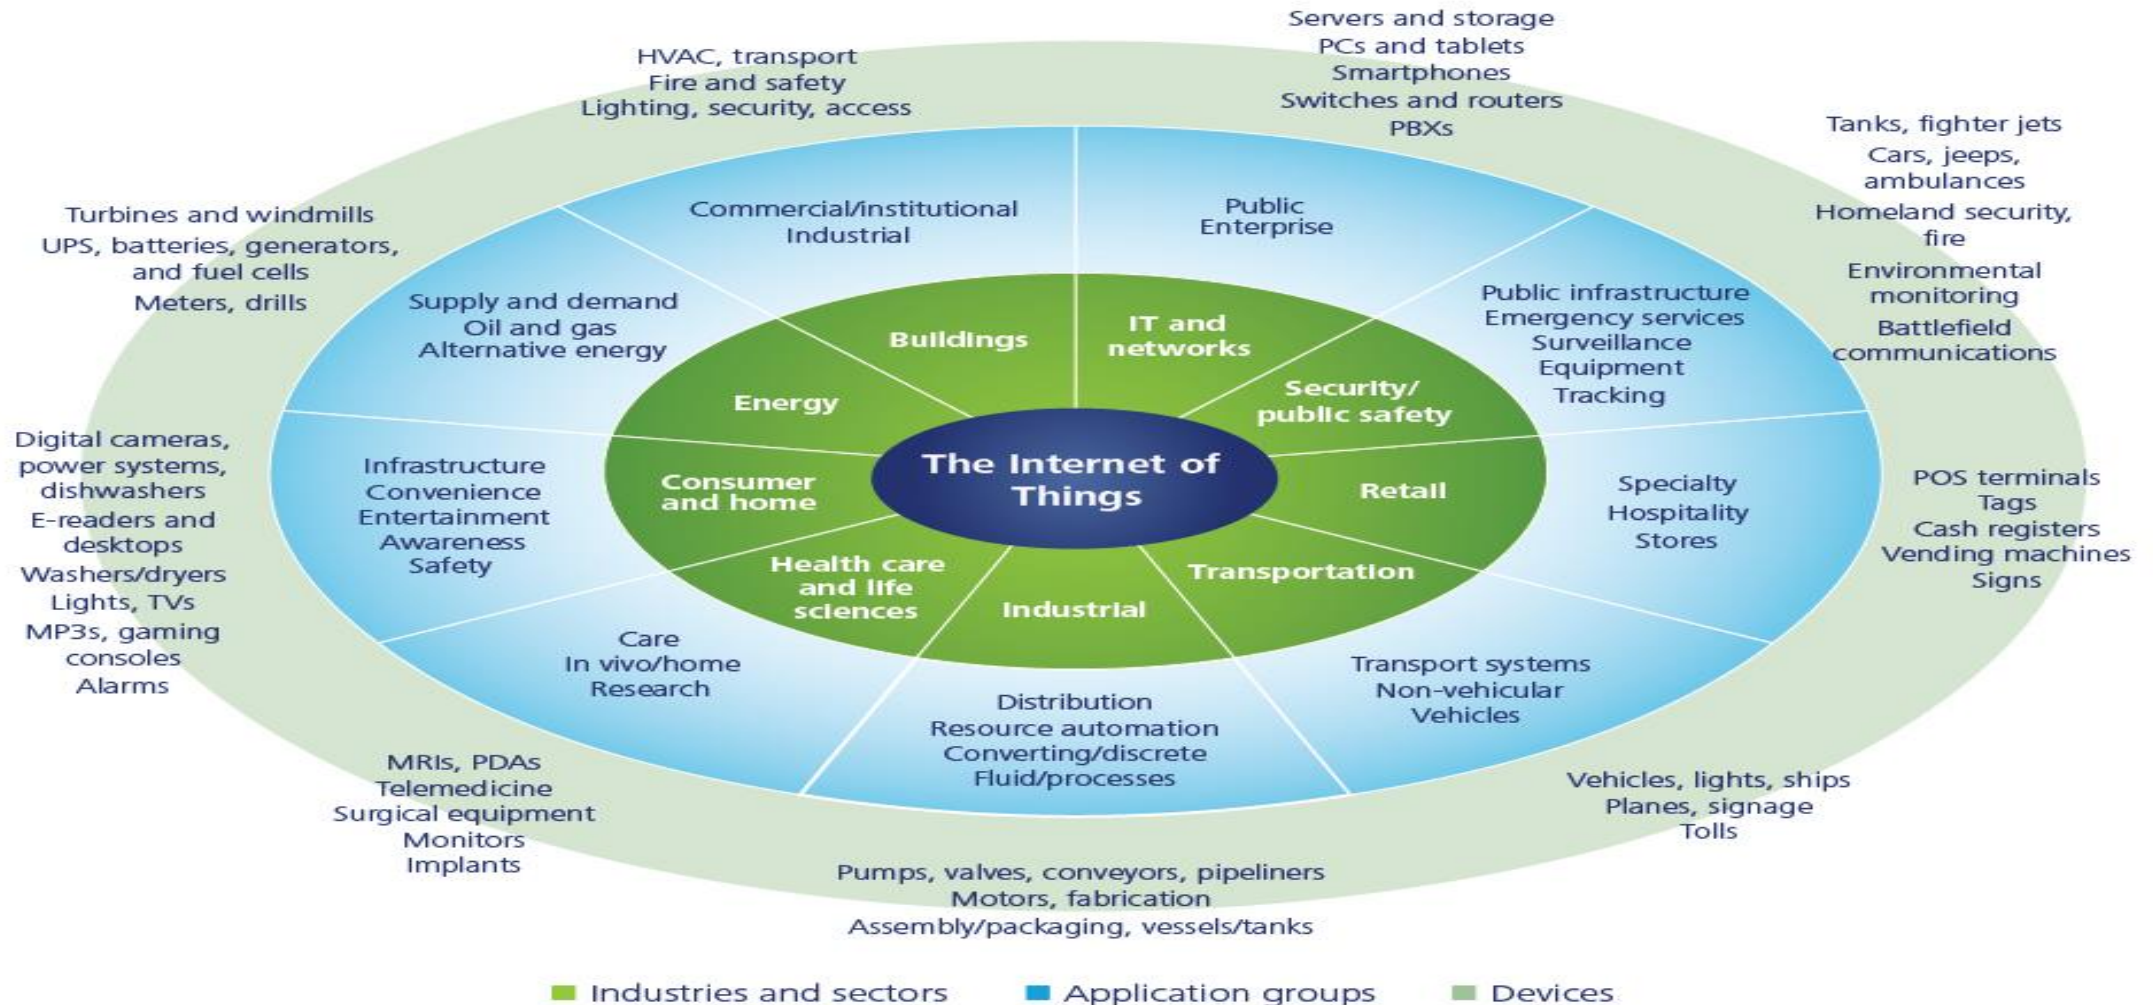 Servers and storage
PCs and tablets
Smartphones
Switches and routers
PBXs
HVAC, transport
Fire and safety
Lighting, security, access
Tanks, fighter jets
Cars, jeeps,
ambulances
Homeland security,
fire
Environmental
monitoring
Battlefield
communications
Turbines and windmills
UPS, batteries, generators,
and fuel cells
Meters, drills
Commercial/institutional
Industrial
Public
Enterprise
Supply and demand
Oil and gas
Alternative energy
Public infrastructure
Emergency services
Surveillance
Equipment
Tracking
Buildings
IT and
networks
Energy
Security/
public safety
The Internet of
Things
Consumer
and home
Retail
Health care
and life
sciences
Industrial
Transportation
Digital cameras,
power systems,
dishwashers
E-readers and
desktops
Washers/dryers
Lights, TVs
MP3s, gaming
consoles
Alarms
Infrastructure
Convenience
Entertainment
Awareness
Safety
Specialty
Hospitality
Stores
POS terminals
Tags
Cash registers
Vending machines
Signs
Care
In vivo/home
Research
Distribution
Resource automation
Converting/discrete
Fluid/processes
Transport systems
Non-vehicular
Vehicles
MRIs, PDAs
Telemedicine
Surgical equipment
Monitors
Implants
Vehicles, lights, ships
Planes, signage
Tolls
Pumps, valves, conveyors, pipeliners
Motors, fabrication
Assembly/packaging, vessels/tanks
Industries and sectors
Application groups
Devices